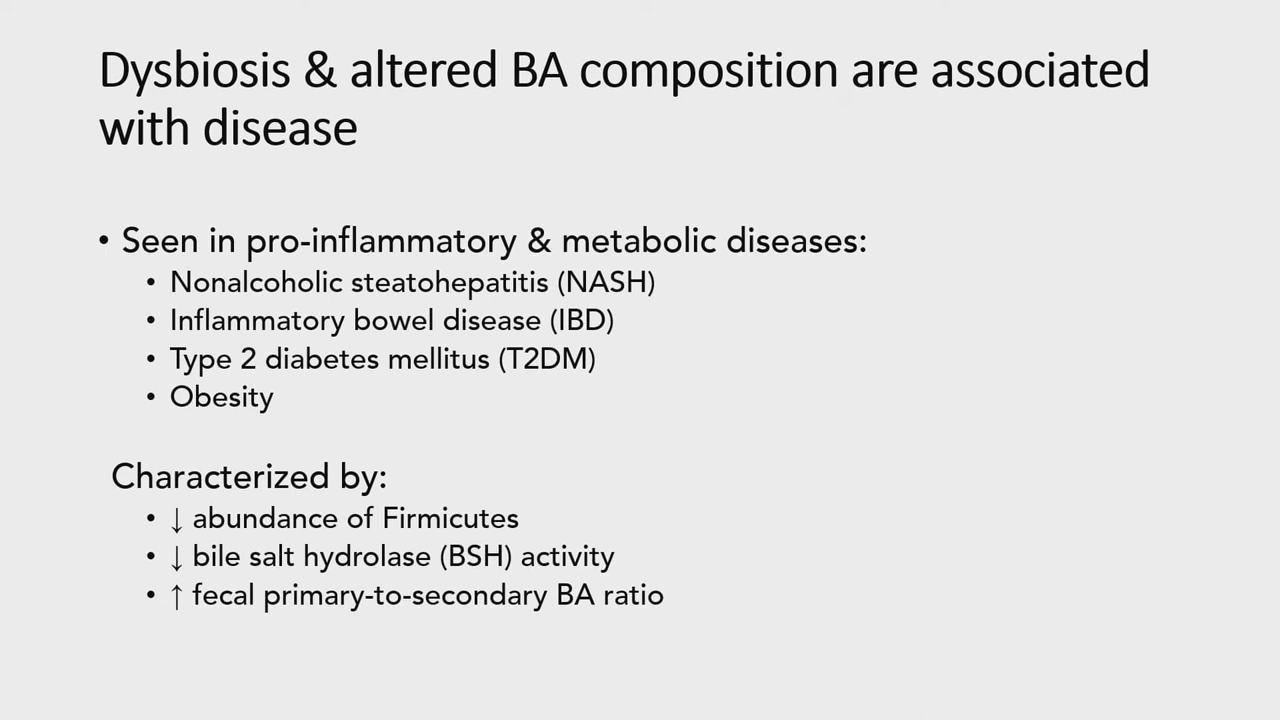 Dysbiosis & altered BA composition are associated
with disease
• Seen in pro-inflammatory & metabolic diseases:
• Nonalcoholic steatohepatitis (NASH)
• Inflammatory bowel disease (IBD)
• Type 2 diabetes mellitus (T2DM)
• Obesity
Characterized by:
• ↓ abundance of Firmicutes
• ↓ bile salt hydrolase (BSH) activity
• ↑ fecal primary-to-secondary BA ratio